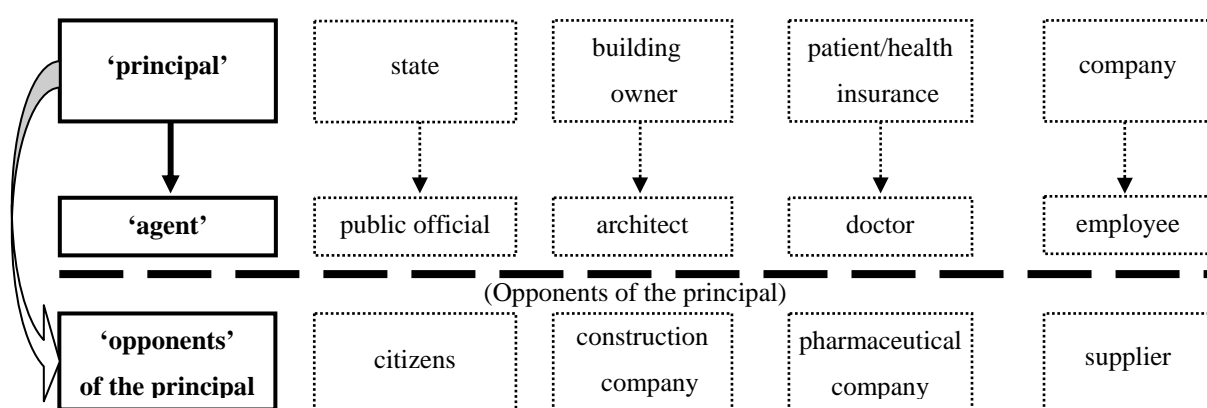 ‘principal’
state
building
owner
patient/health
insurance
company
‘agent’
public official
architect
doctor
employee
(Opponents of the principal)
‘opponents’
of the principal
citizens
construction
company
pharmaceutical
company
supplier